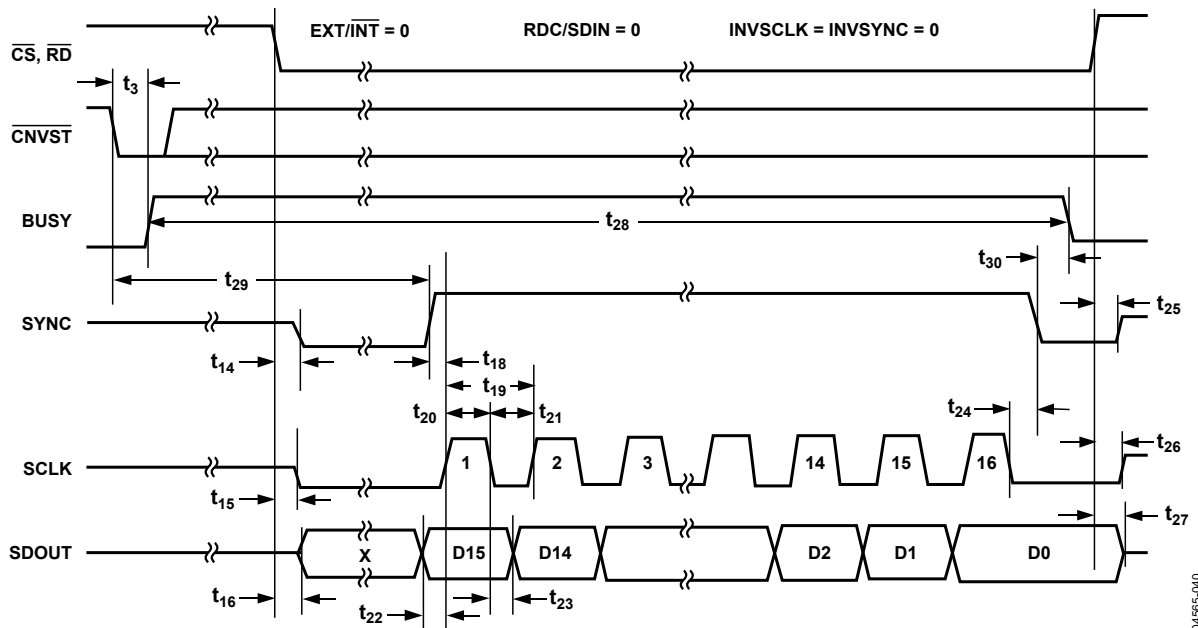 EXT/INT = 0 RDC/SDIN = 0 INVSCLK = INVSYNC = 0
CS, RD
t3
CNVST
BUSY
t28
t30
t29
t25
SYNC
t14
t18
t19
t20
t21
t24
t26
SCLK
1 2 3 14 15 16
t15
t27
SDOUT
X D15 D14 D2 D1 D0
t16
t22
t23
04565-040